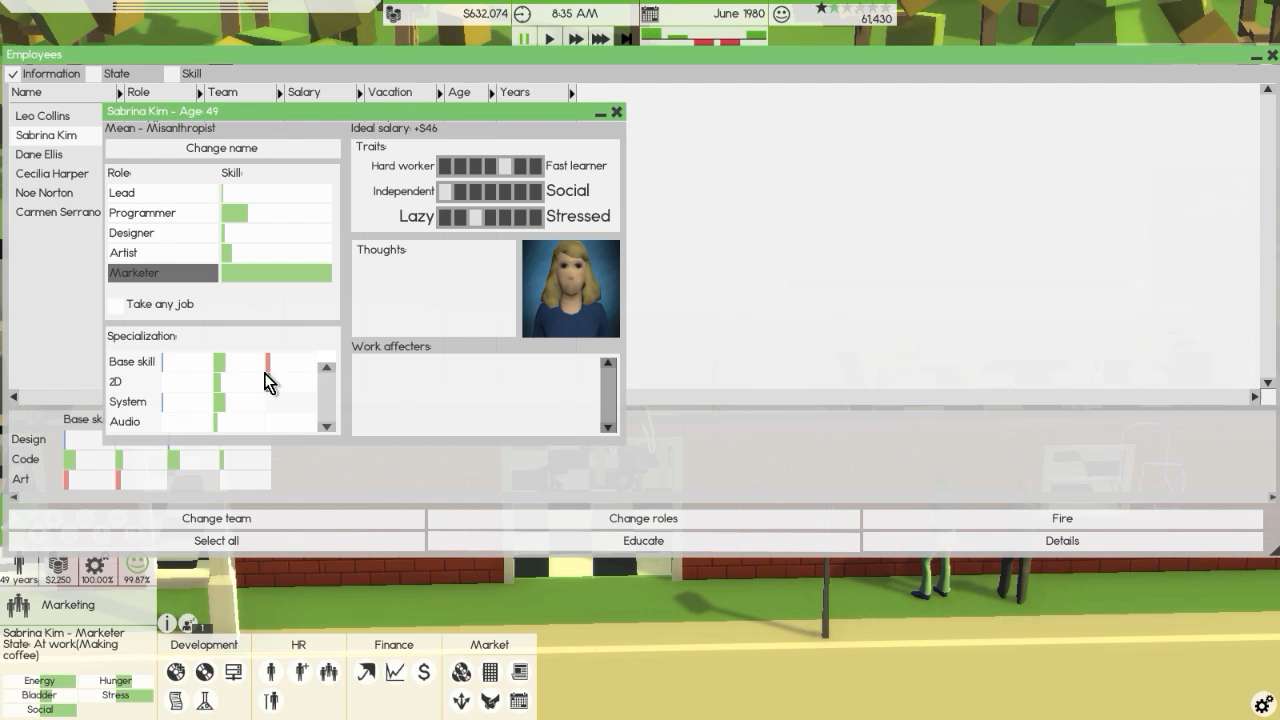 $632,074
8:35 AM
June 1980
61,430
Employees
Information State Skill
Name Role Team Salary Vacation Age Years
Leo Collins
Sabrina Kim
Dane Ellis
Cecilia Harper
Noe Norton
Carmen Serrano
Sabrina Kim - Age: 49
Mean - Misanthropist
Change name
Role: Skill:
Lead
Programmer
Designer
Artist
Marketer
Take any job
Specialization:
Base skill
2D
System
Audio
Ideal salary: +$46
Traits:
Hard worker Fast learner
Independent Social
Lazy Stressed
Thoughts:
Work affecters:
Base sk
Design
Code
Art
Change team Change roles Fire
Select all Educate Details
49 years $2,250 100.00% 99.87%
Marketing
Sabrina Kim - Marketer
State: At work(Making
coffee)
Energy Hunger
Bladder Stress
Social
1
Development HR Finance Market